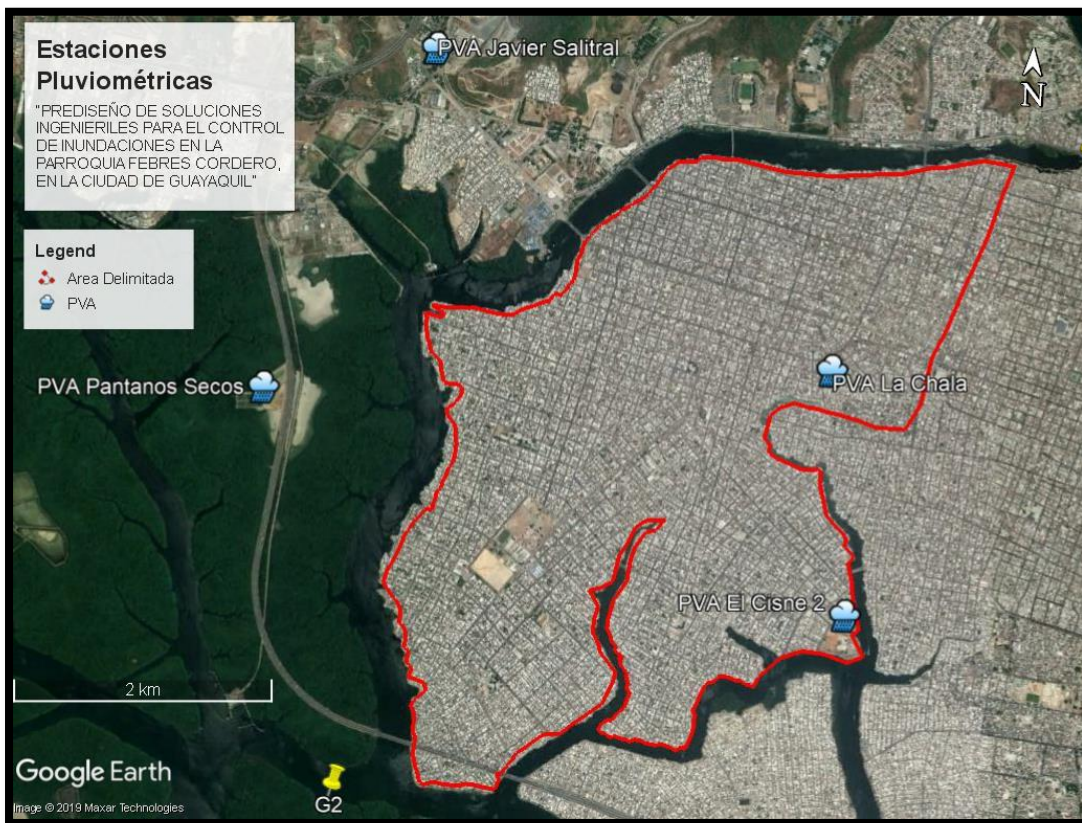 Estaciones
Pluviométricas
"PREDISEÑO DE SOLUCIONES
INGENIERILES PARA EL CONTROL
DE INUNDACIONES EN LA
PARROQUIA FEBRES CORDERO,
EN LA CIUDAD DE GUAYAQUIL"
Legend
Area Delimitada
PVA
PVA Javier Salitral
N
PVA Pantanos Secos
PVA La Chala
PVA El Cisne 2
2 km
Google Earth
G2
Image © 2019 Maxar Technologies